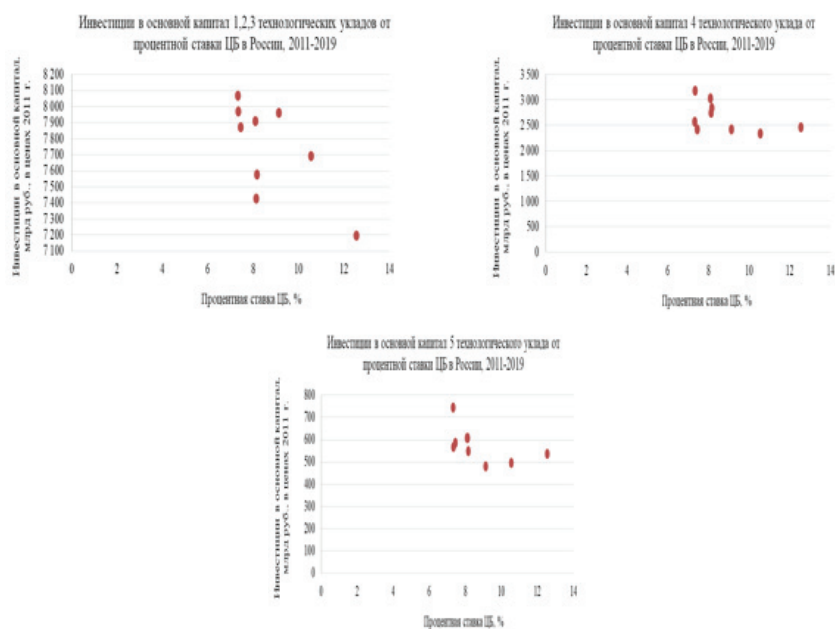 Инвестиции в основной капитал 1,2,3 технологических укладов от
процентной ставки ЦБ в России, 2011-2019
Инвестиции в основной капитал,
млрд руб., в ценах 2011 г.
8 200
8 100
8 000
7 900
7 800
7 700
7 600
7 500
7 400
7 300
7 200
7 100
0 2 4 6 8 10 12 14
Процентная ставка ЦБ, %
Инвестиции в основной капитал 4 технологического уклада от
процентной ставки ЦБ в России, 2011-2019
Инвестиции в основной капитал,
млрд руб., в ценах 2011 г.
3 500
3 000
2 500
2 000
1 500
1 000
500
0
0 2 4 6 8 10 12 14
Процентная ставка ЦБ, %
Инвестиции в основной капитал 5 технологического уклада от
процентной ставки ЦБ в России, 2011-2019
Инвестиции в основной капитал,
млрд руб., в ценах 2011 г.
800
700
600
500
400
300
200
100
0
0 2 4 6 8 10 12 14
Процентная ставка ЦБ, %